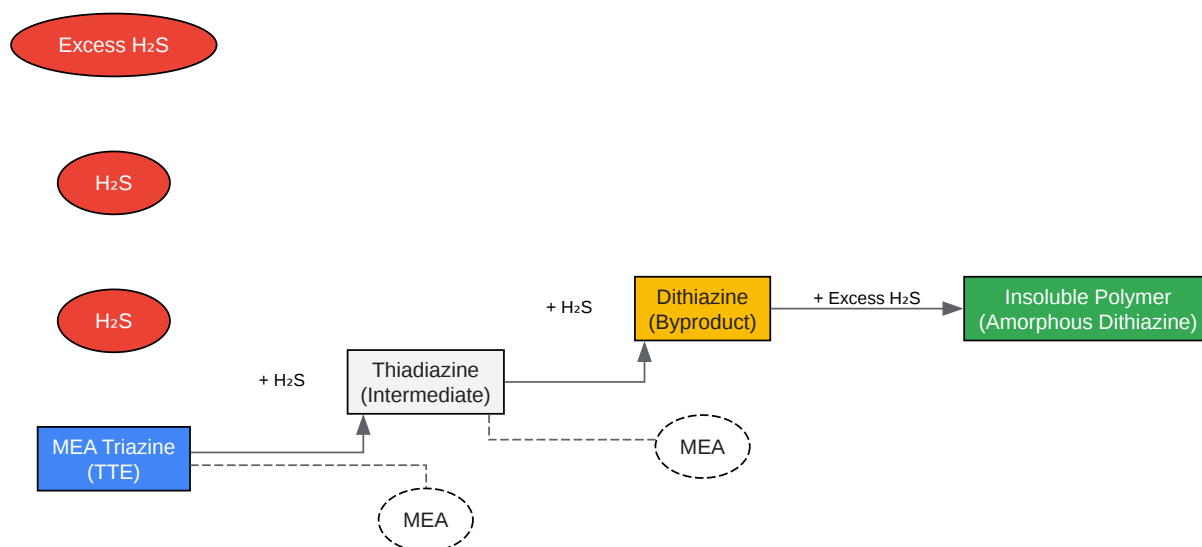 Excess H₂S
H₂S
H₂S
+ H₂S
Dithiazine
(Byproduct)
+ Excess H₂S
Insoluble Polymer
(Amorphous Dithiazine)
+ H₂S
Thiadiazine
(Intermediate)
MEA Triazine
(TTE)
MEA
MEA